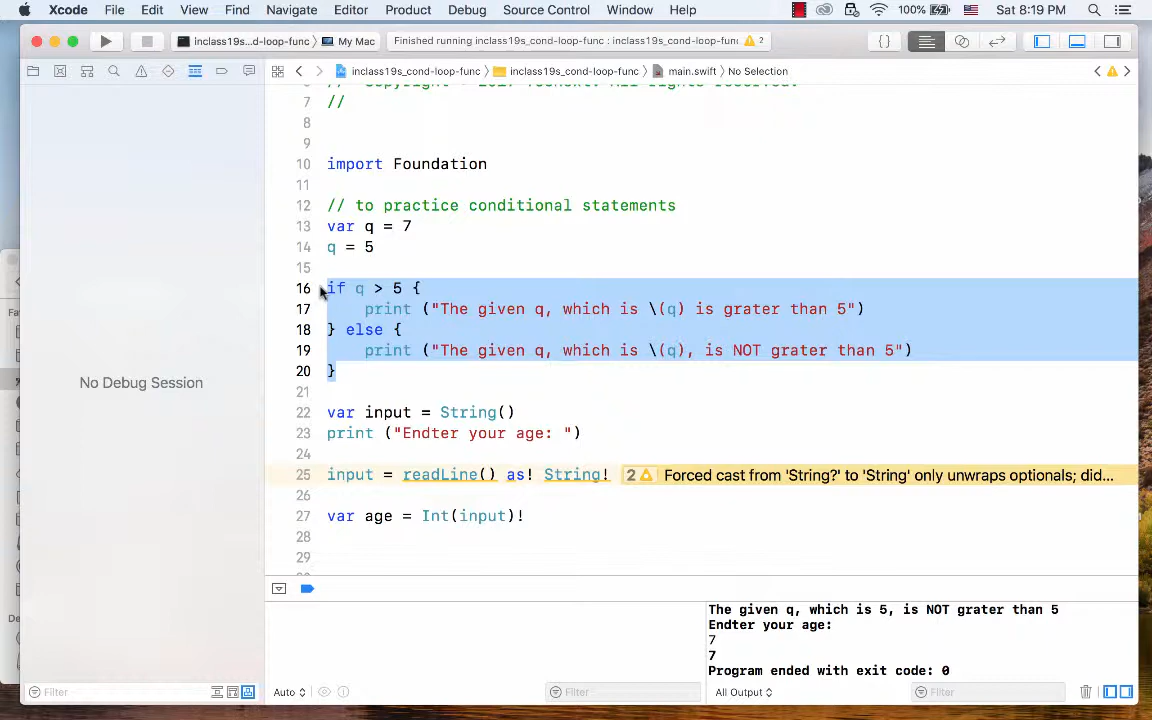 Xcode File Edit View Find Navigate Editor Product Debug Source Control Window Help 100% Sat 8:19 PM
inclass19s...d-loop-func My Mac Finished running inclass19s_cond-loop-func : inclass19s_cond-loop-func 2
inclass19s_cond-loop-func inclass19s_cond-loop-func main.swift No Selection
7 //
8
9
10 import Foundation
11
12 // to practice conditional statements
13 var q = 7
14 q = 5
15
16 if q > 5 {
17 print ("The given q, which is \(q) is grater than 5")
18 } else {
19 print ("The given q, which is \(q), is NOT grater than 5")
20 }
21
22 var input = String()
23 print ("Endter your age: ")
24
25 input = readLine() as! String! 2 Forced cast from 'String?' to 'String' only unwraps optionals; did...
26
27 var age = Int(input)!
28
29
No Debug Session
The given q, which is 5, is NOT grater than 5
Endter your age:
7
7
Program ended with exit code: 0
Filter Auto Filter All Output Filter